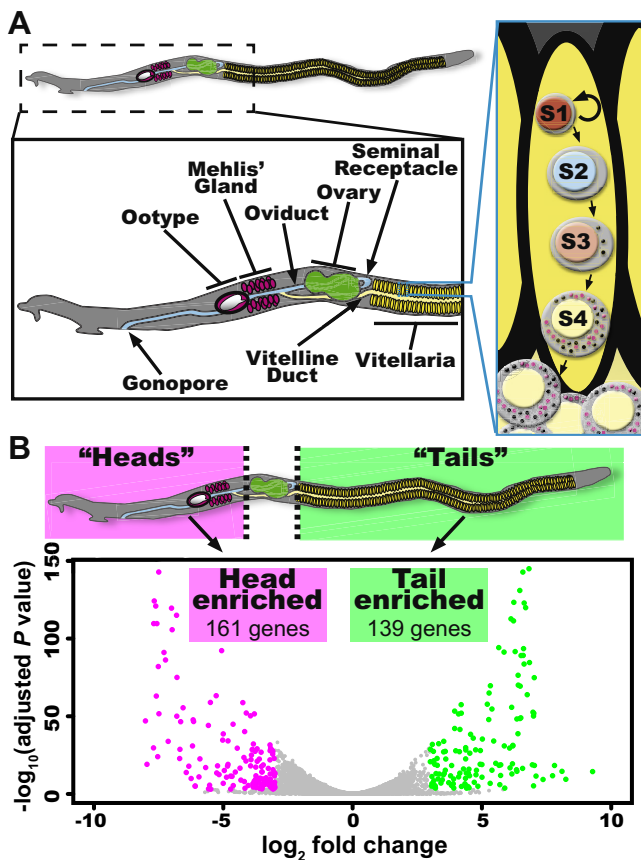 A
Seminal
Receptacle
Mehlis'
Gland
Ovary
Oviduct
Ootype
Gonopore
Vitelline
Duct
Vitellaria
S1
S2
S3
S4
B
"Heads"
"Tails"
Head
enriched
161 genes
Tail
enriched
139 genes
-log10(adjusted P value)
150
100
50
0
-10
-5
0
5
10
log2 fold change